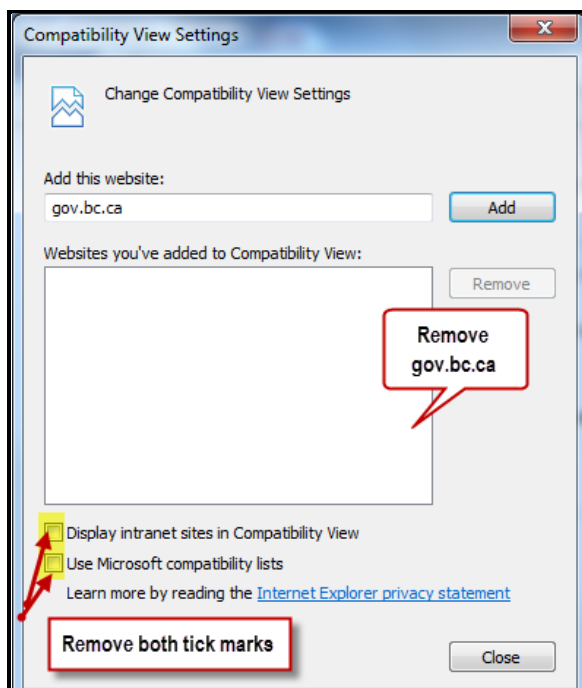 Compatibility View Settings
Change Compatibility View Settings
Add this website:
gov.bc.ca
Add
Websites you've added to Compatibility View:
Remove
Remove
gov.bc.ca
Display intranet sites in Compatibility View
Use Microsoft compatibility lists
Learn more by reading the Internet Explorer privacy statement
Remove both tick marks
Close